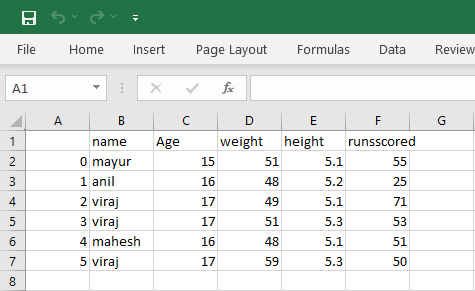 File Home Insert Page Layout Formulas Data Review
A1 fx
A B C D E F G
1 name Age weight height runsscored
2 0 mayur 15 51 5.1 55
3 1 anil 16 48 5.2 25
4 2 viraj 17 49 5.1 71
5 3 viraj 17 51 5.3 53
6 4 mahesh 16 48 5.1 51
7 5 viraj 17 59 5.3 50
8